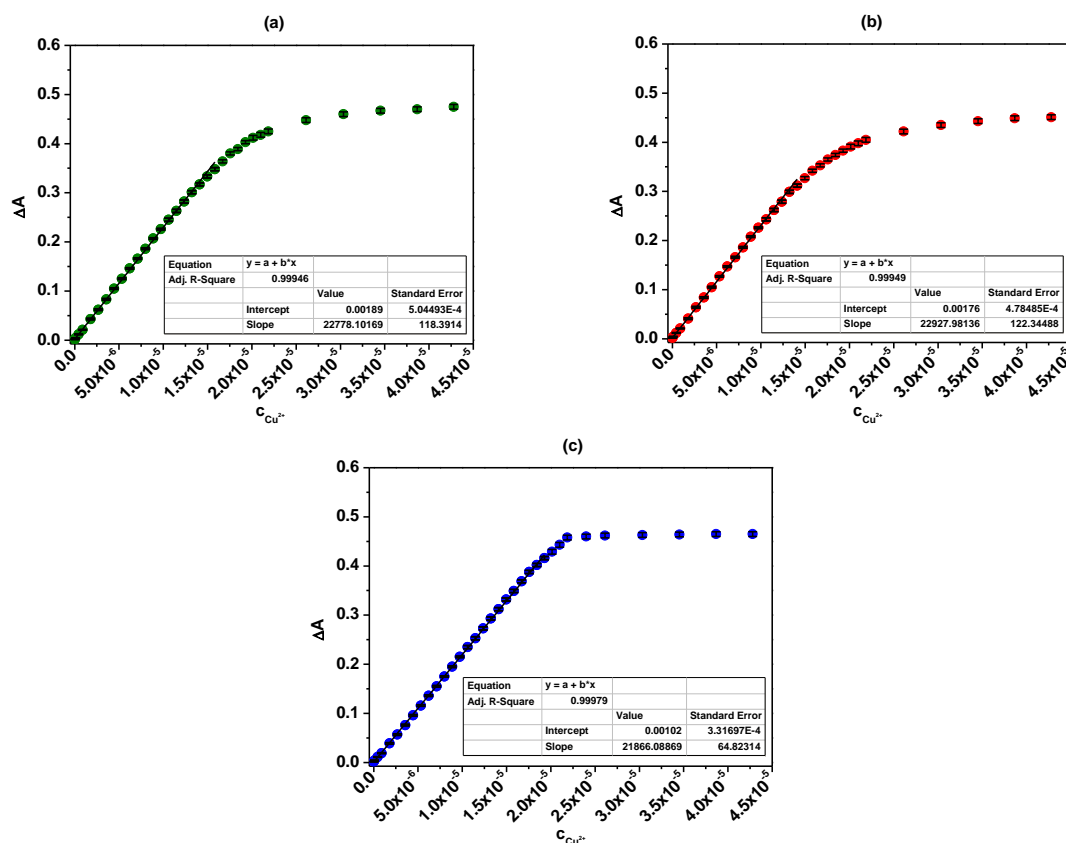 (a)
0.6
0.5
0.4
0.3
0.2
0.1
0.0
ΔA
Equation y = a + b*x
Adj. R-Square 0.99946
Value Standard Error
Intercept 0.00189 5.04493E-4
Slope 22778.10169 118.3914
0.0 5.0x10⁻⁶ 1.0x10⁻⁵ 1.5x10⁻⁵ 2.0x10⁻⁵ 2.5x10⁻⁵ 3.0x10⁻⁵ 3.5x10⁻⁵ 4.0x10⁻⁵ 4.5x10⁻⁵
c Cu²⁺
(b)
0.6
0.5
0.4
0.3
0.2
0.1
0.0
ΔA
Equation y = a + b*x
Adj. R-Square 0.99949
Value Standard Error
Intercept 0.00176 4.78485E-4
Slope 22927.98136 122.34488
0.0 5.0x10⁻⁶ 1.0x10⁻⁵ 1.5x10⁻⁵ 2.0x10⁻⁵ 2.5x10⁻⁵ 3.0x10⁻⁵ 3.5x10⁻⁵ 4.0x10⁻⁵ 4.5x10⁻⁵
c Cu²⁺
(c)
0.6
0.5
0.4
0.3
0.2
0.1
0.0
ΔA
Equation y = a + b*x
Adj. R-Square 0.99979
Value Standard Error
Intercept 0.00102 3.31697E-4
Slope 21866.08869 64.82314
0.0 5.0x10⁻⁶ 1.0x10⁻⁵ 1.5x10⁻⁵ 2.0x10⁻⁵ 2.5x10⁻⁵ 3.0x10⁻⁵ 3.5x10⁻⁵ 4.0x10⁻⁵ 4.5x10⁻⁵
c Cu²⁺